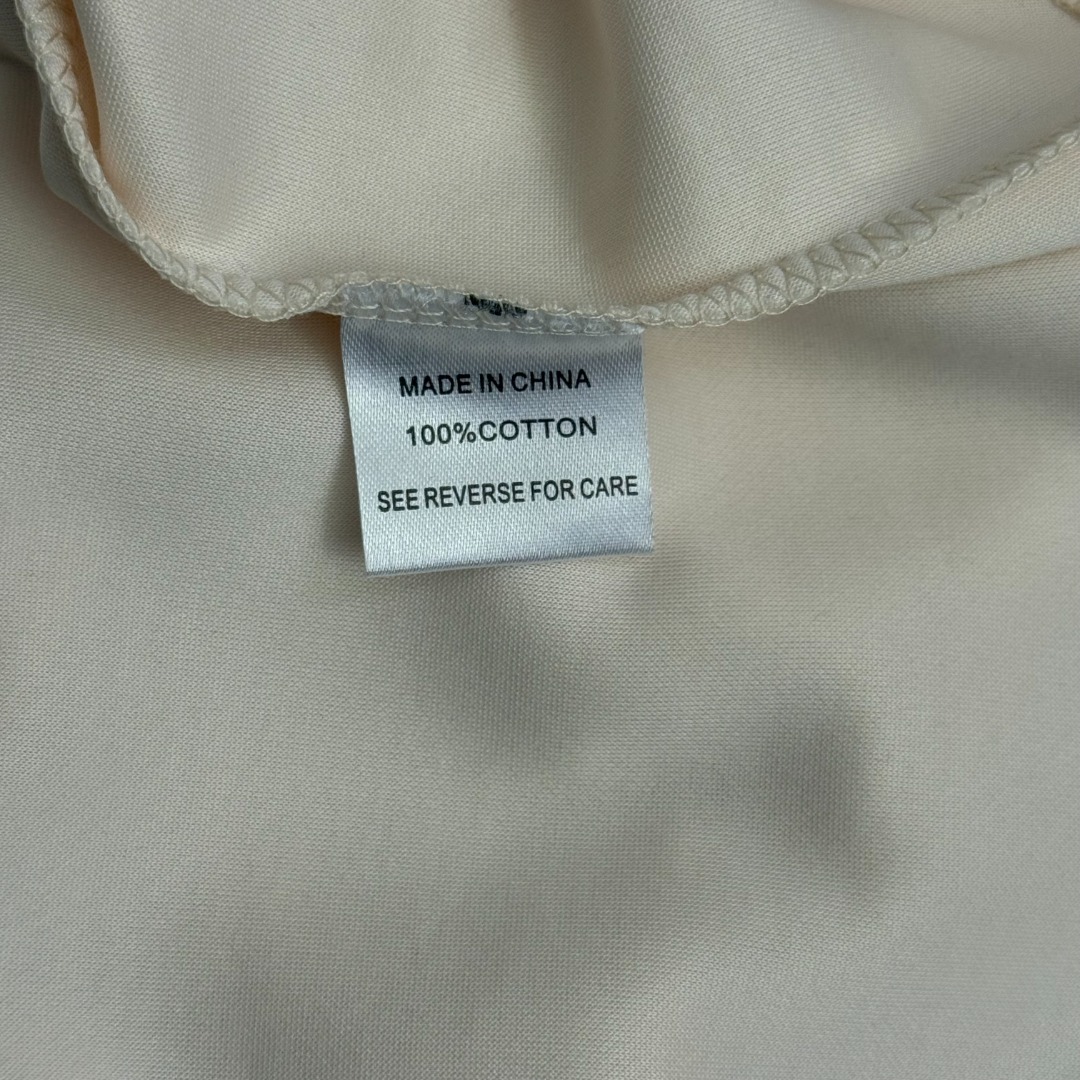 MADE IN CHINA
100%COTTON
SEE REVERSE FOR CARE